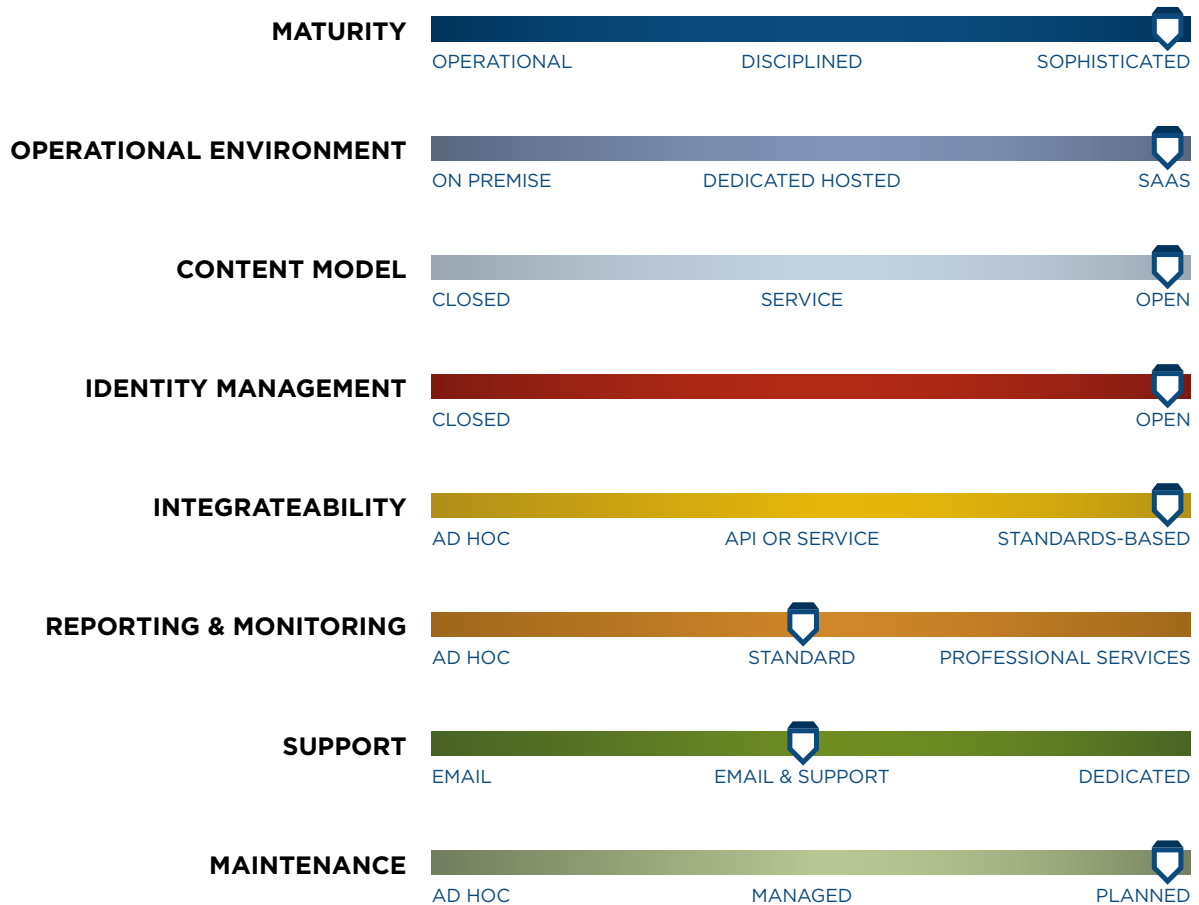 MATURITY
OPERATIONAL DISCIPLINED SOPHISTICATED
OPERATIONAL ENVIRONMENT
ON PREMISE DEDICATED HOSTED SAAS
CONTENT MODEL
CLOSED SERVICE OPEN
IDENTITY MANAGEMENT
CLOSED OPEN
INTEGRATEABILITY
AD HOC API OR SERVICE STANDARDS-BASED
REPORTING & MONITORING
AD HOC STANDARD PROFESSIONAL SERVICES
SUPPORT
EMAIL EMAIL & SUPPORT DEDICATED
MAINTENANCE
AD HOC MANAGED PLANNED